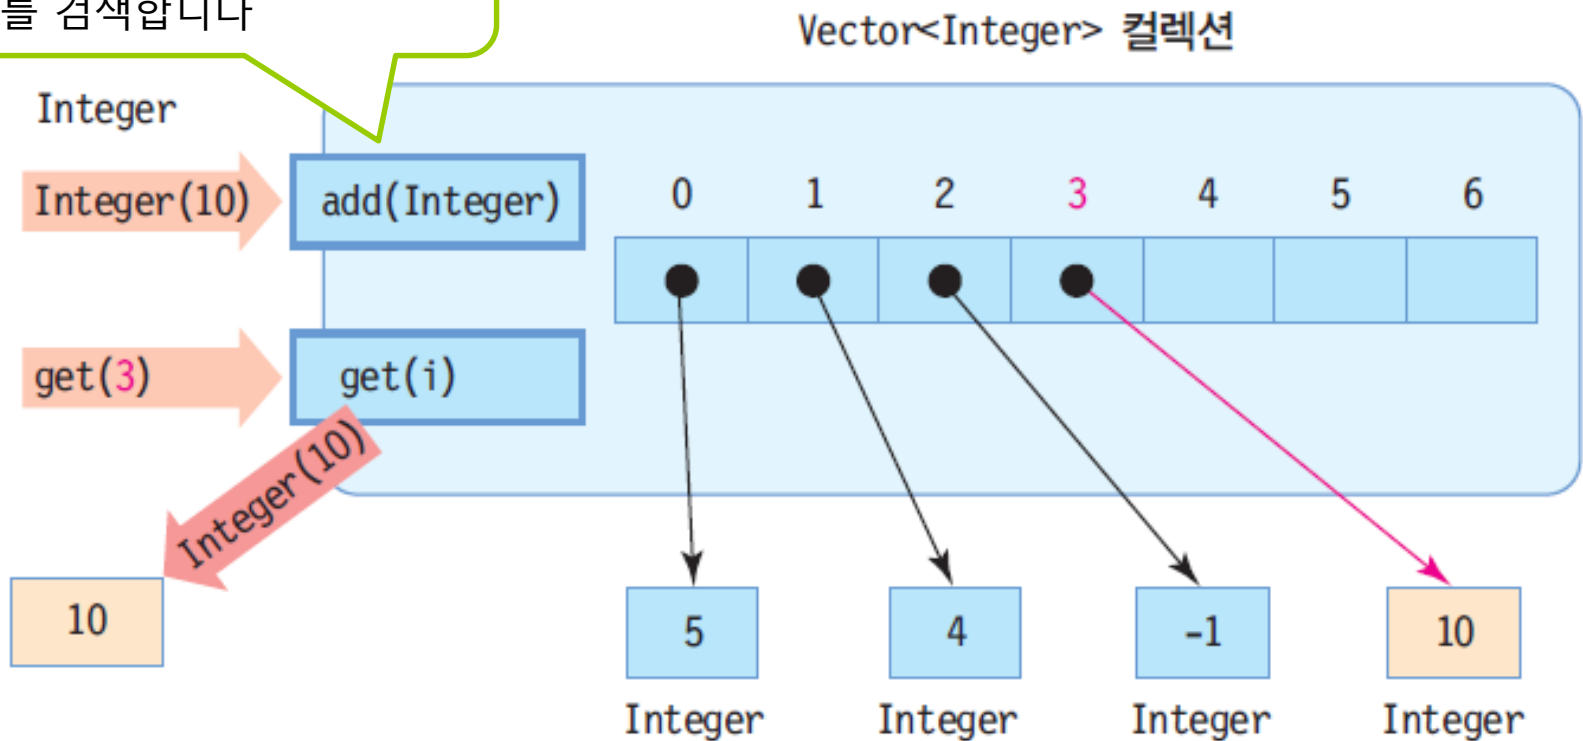 를 검색합니다
Vector<Integer> 컬렉션
Integer
Integer(10)
add(Integer)
0 1 2 3 4 5 6
get(3)
get(i)
Integer(10)
10
5 4 -1 10
Integer Integer Integer Integer